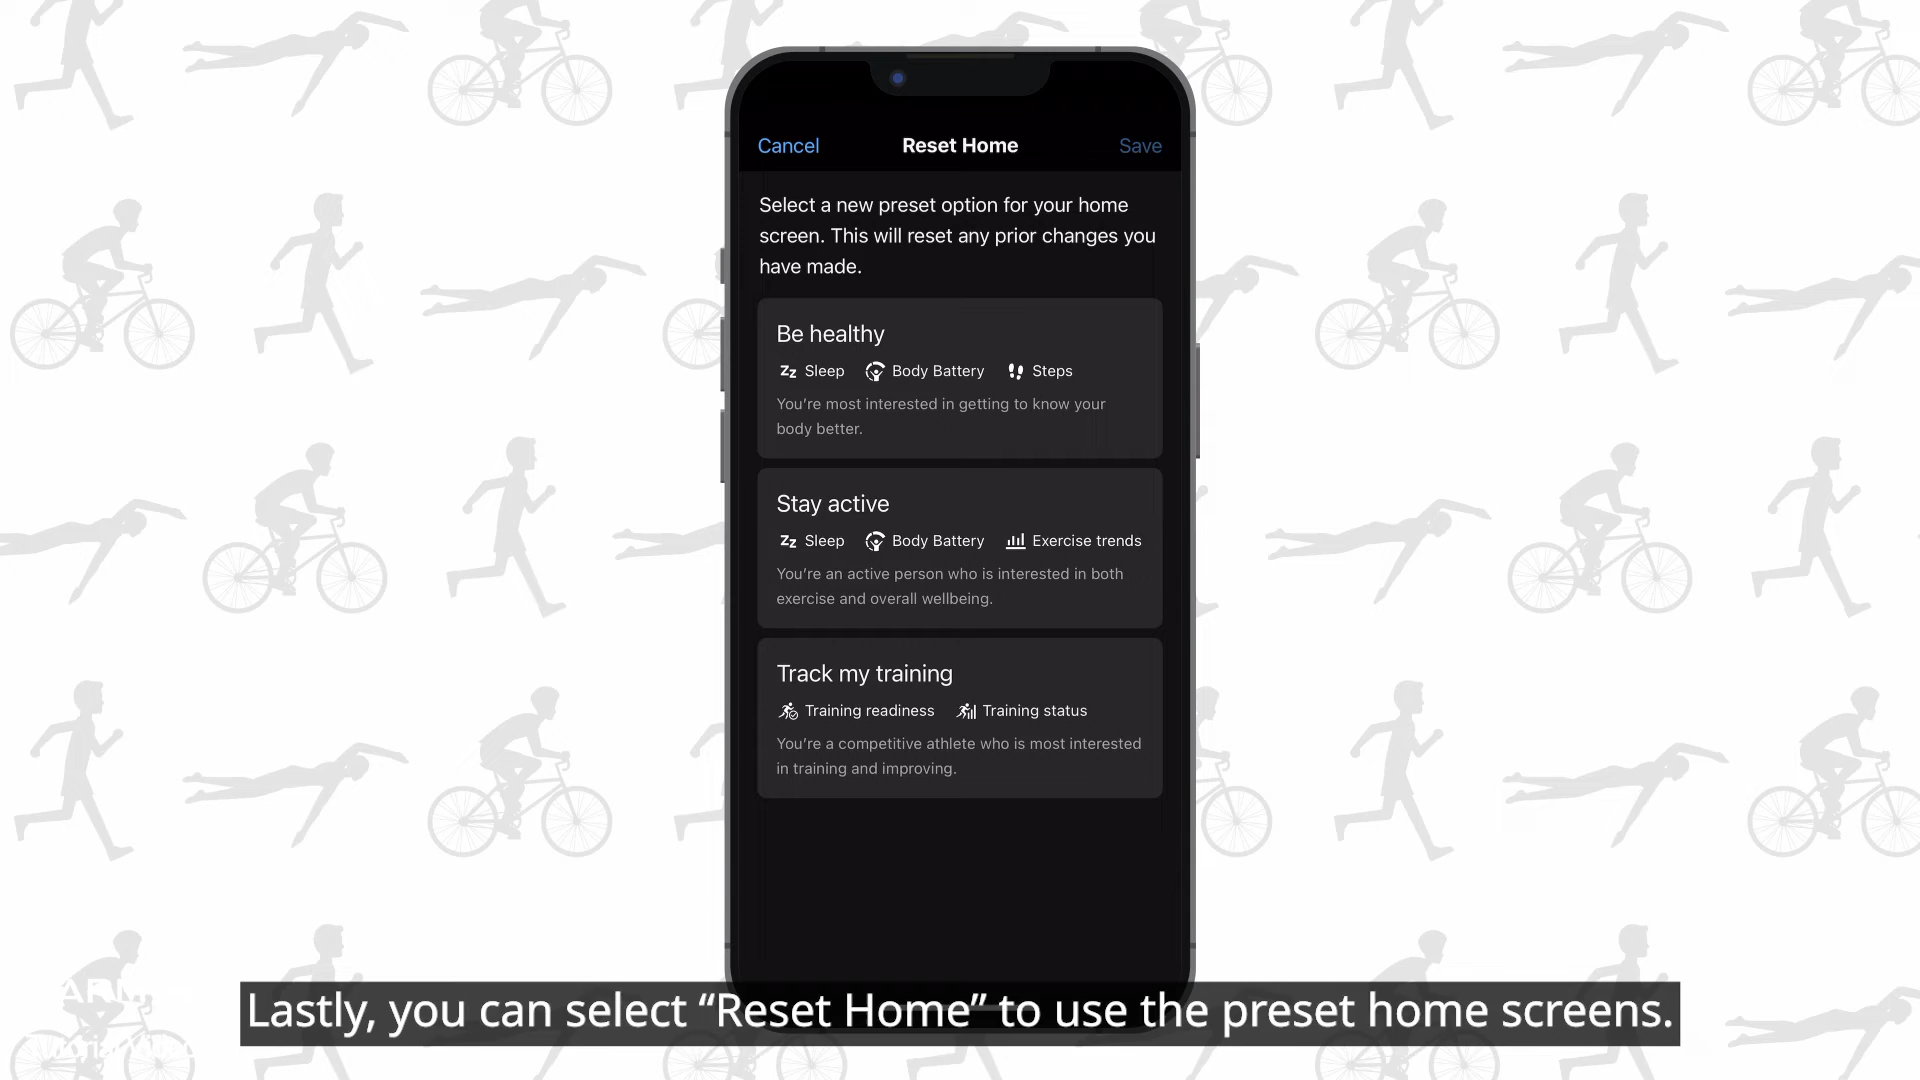 Cancel
Reset Home
Save
Select a new preset option for your home
screen. This will reset any prior changes you
have made.
Be healthy
Sleep
Body Battery
Steps
You’re most interested in getting to know your
body better.
Stay active
Sleep
Body Battery
Exercise trends
You’re an active person who is interested in both
exercise and overall wellbeing.
Track my training
Training readiness
Training status
You’re a competitive athlete who is most interested
in training and improving.
Lastly, you can select “Reset Home” to use the preset home screens.